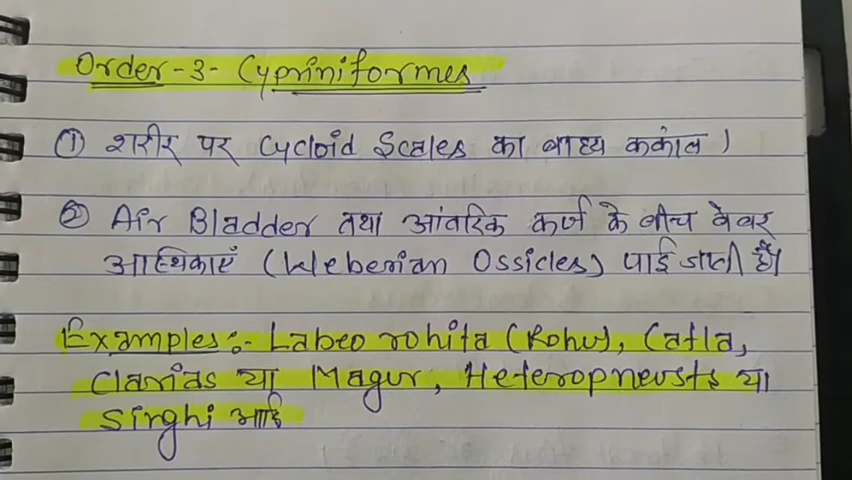 Order-3- Cypriniformes
① शरीर पर Cycloid Scales का बाह्य कंकाल।
② Air Bladder तथा आंतरिक कर्ण के बीच वेबर
आस्थिकाएँ (Weberian Ossicles) पाई जाती हैं।
Examples:- Labeo rohita (Rohu), Catla,
Clarias या Magur, Heteropneusts या
Singhi आदि